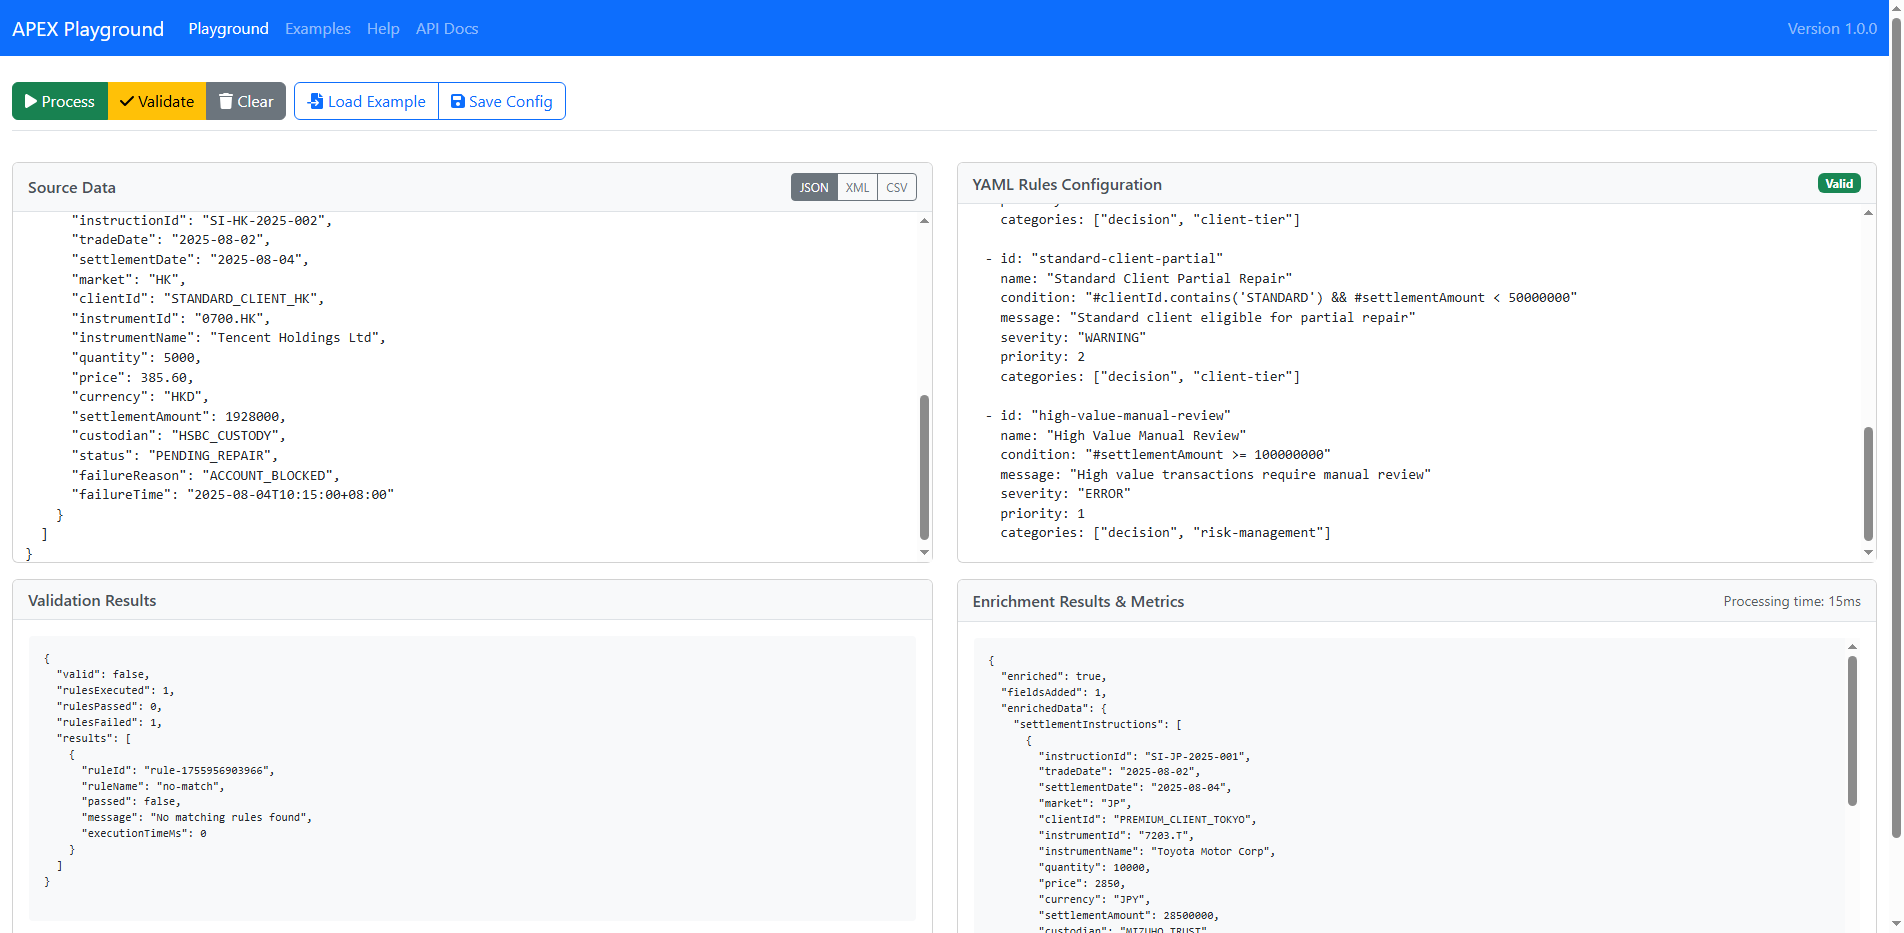 APEX Playground Playground Examples Help API Docs Version 1.0.0
Process Validate Clear Load Example Save Config
Source Data JSON XML CSV
"instructionId": "SI-HK-2025-002",
"tradeDate": "2025-08-02",
"settlementDate": "2025-08-04",
"market": "HK",
"clientId": "STANDARD_CLIENT_HK",
"instrumentId": "0700.HK",
"instrumentName": "Tencent Holdings Ltd",
"quantity": 5000,
"price": 385.60,
"currency": "HKD",
"settlementAmount": 1928000,
"custodian": "HSBC_CUSTODY",
"status": "PENDING_REPAIR",
"failureReason": "ACCOUNT_BLOCKED",
"failureTime": "2025-08-04T10:15:00+08:00"
}
]
}
YAML Rules Configuration Valid
categories: ["decision", "client-tier"]
- id: "standard-client-partial"
name: "Standard Client Partial Repair"
condition: "#clientId.contains('STANDARD') && #settlementAmount < 50000000"
message: "Standard client eligible for partial repair"
severity: "WARNING"
priority: 2
categories: ["decision", "client-tier"]
- id: "high-value-manual-review"
name: "High Value Manual Review"
condition: "#settlementAmount >= 100000000"
message: "High value transactions require manual review"
severity: "ERROR"
priority: 1
categories: ["decision", "risk-management"]
Validation Results
{
"valid": false,
"rulesExecuted": 1,
"rulesPassed": 0,
"rulesFailed": 1,
"results": [
{
"ruleId": "rule-1755956903966",
"ruleName": "no-match",
"passed": false,
"message": "No matching rules found",
"executionTimeMs": 0
}
]
}
Enrichment Results & Metrics Processing time: 15ms
{
"enriched": true,
"fieldsAdded": 1,
"enrichedData": {
"settlementInstructions": [
{
"instructionId": "SI-JP-2025-001",
"tradeDate": "2025-08-02",
"settlementDate": "2025-08-04",
"market": "JP",
"clientId": "PREMIUM_CLIENT_TOKYO",
"instrumentId": "7203.T",
"instrumentName": "Toyota Motor Corp",
"quantity": 10000,
"price": 2850,
"currency": "JPY",
"settlementAmount": 28500000,
"custodian": "MIZUHO_TRUST"